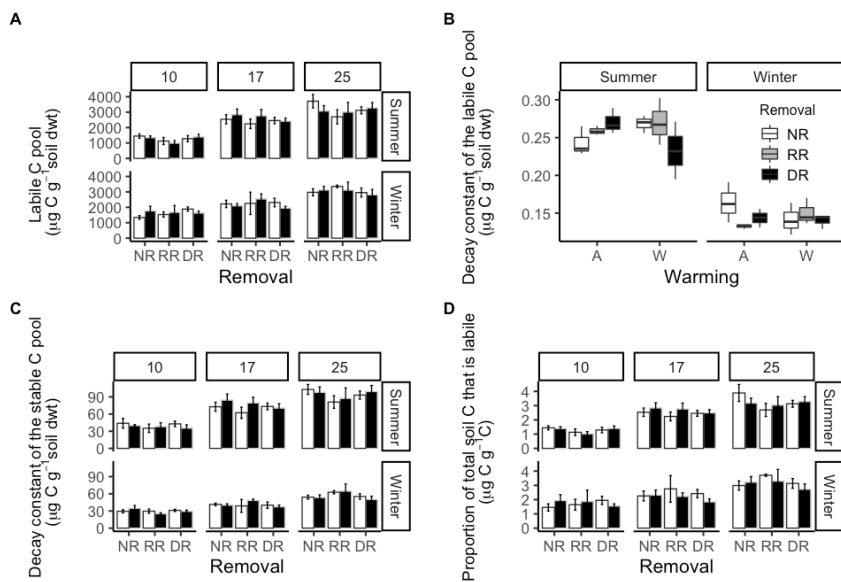 A
10 17 25
Labile C pool
(µg C g⁻¹soil dwt)
4000
3000
2000
1000
0
Summer
4000
3000
2000
1000
0
Winter
NR RR DR NR RR DR NR RR DR
Removal
B
Summer Winter
Decay constant of the labile C pool
(µg C g⁻¹soil dwt)
0.30
0.25
0.20
0.15
Removal
NR
RR
DR
A W A W
Warming
C
10 17 25
Decay constant of the stable C pool
(µg C g⁻¹soil dwt)
90
60
30
0
Summer
90
60
30
0
Winter
NR RR DR NR RR DR NR RR DR
Removal
D
10 17 25
Proportion of total soil C that is labile
(µg C g⁻¹C)
4
3
2
1
0
Summer
4
3
2
1
0
Winter
NR RR DR NR RR DR NR RR DR
Removal